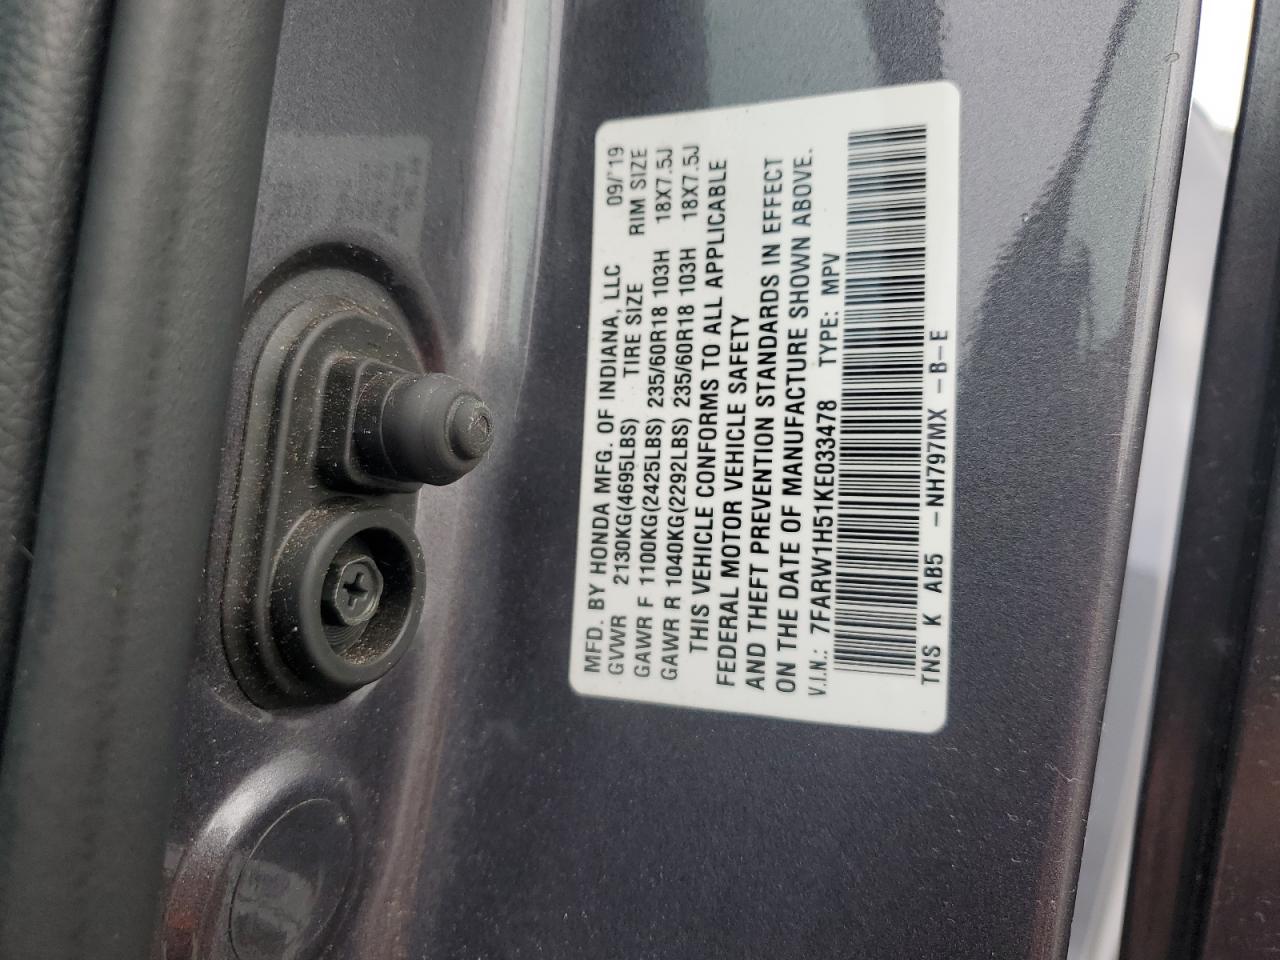 MFD. BY HONDA MFG. OF INDIANA, LLC 09/'19
GVWR 2130KG(4695LBS) TIRE SIZE RIM SIZE
GAWR F 1100KG(2425LBS) 235/60R18 103H 18X7.5J
GAWR R 1040KG(2292LBS) 235/60R18 103H 18X7.5J
THIS VEHICLE CONFORMS TO ALL APPLICABLE
FEDERAL MOTOR VEHICLE SAFETY
AND THEFT PREVENTION STANDARDS IN EFFECT
ON THE DATE OF MANUFACTURE SHOWN ABOVE.
V.I.N.: 7FARW1H51KE033478 TYPE: MPV
TNS K AB5 -NH797MX -B-E